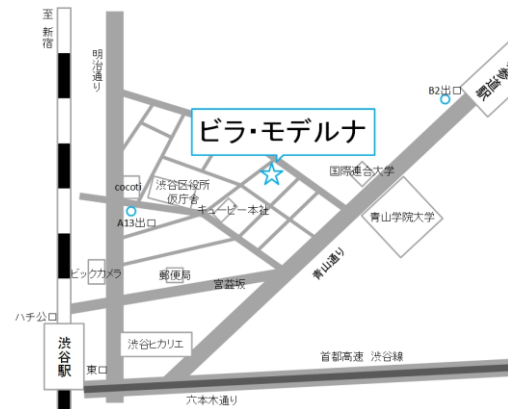 至 新宿
明治通り
参道駅
B2出口
ビラ・モデルナ
国際連合大学
cocoti
渋谷区役所
仮庁舎
キューピー本社
A13出口
青山学院大学
青山通り
ビックカメラ
郵便局
宮益坂
ハチ公口
渋谷ヒカリエ
渋谷駅
東口
首都高速 渋谷線
六本木通り